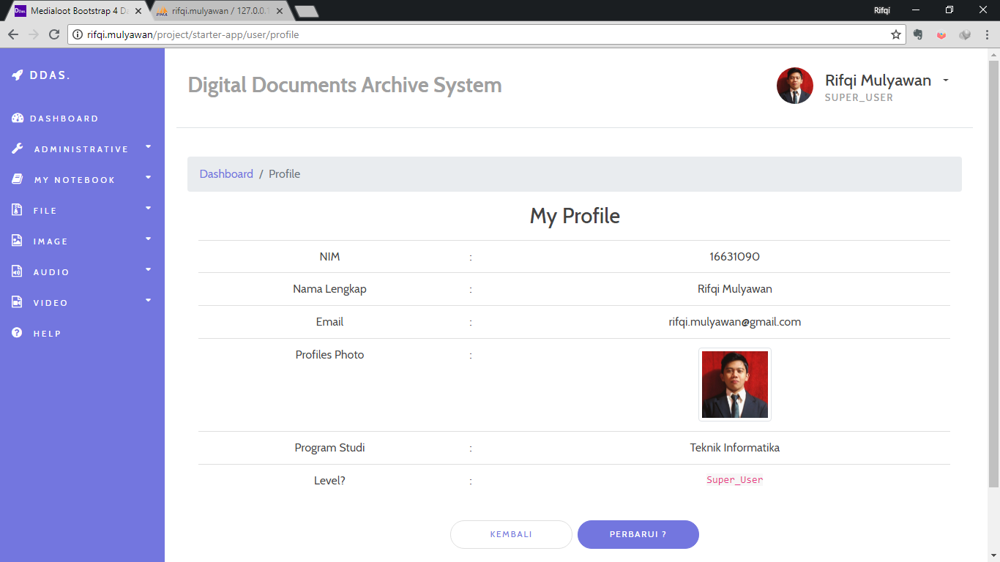 Medialoot Bootstrap 4 Da
rifqi.mulyawan / 127.0.0.1
Rifqi
rifqi.mulyawan/project/starter-app/user/profile
DDAS.
DASHBOARD
ADMINISTRATIVE
MY NOTEBOOK
FILE
IMAGE
AUDIO
VIDEO
HELP
Digital Documents Archive System
Rifqi Mulyawan
SUPER_USER
Dashboard / Profile
My Profile
NIM : 16631090
Nama Lengkap : Rifqi Mulyawan
Email : rifqi.mulyawan@gmail.com
Profiles Photo :
Program Studi : Teknik Informatika
Level? : Super_User
KEMBALI
PERBARUI ?